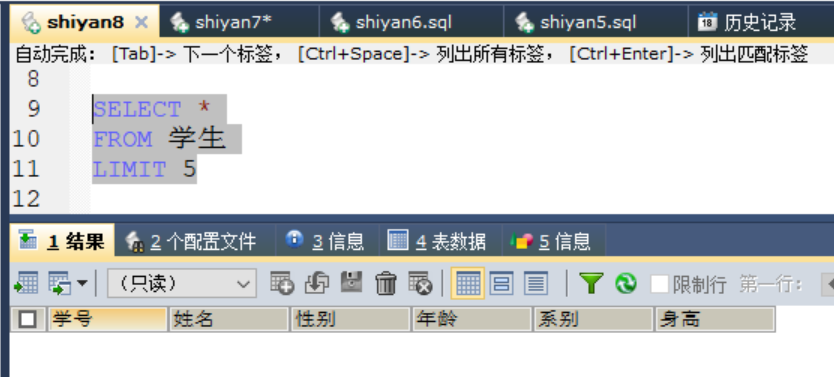 shiyan8 × shiyan7* shiyan6.sql shiyan5.sql 18 历史记录
自动完成: [Tab]-> 下一个标签, [Ctrl+Space]-> 列出所有标签, [Ctrl+Enter]-> 列出匹配标签
8
9 SELECT *
10 FROM 学生
11 LIMIT 5
12
1 结果 2 个配置文件 3 信息 4 表数据 5 信息
(只读) 限制行 第一行:
学号 姓名 性别 年龄 系别 身高